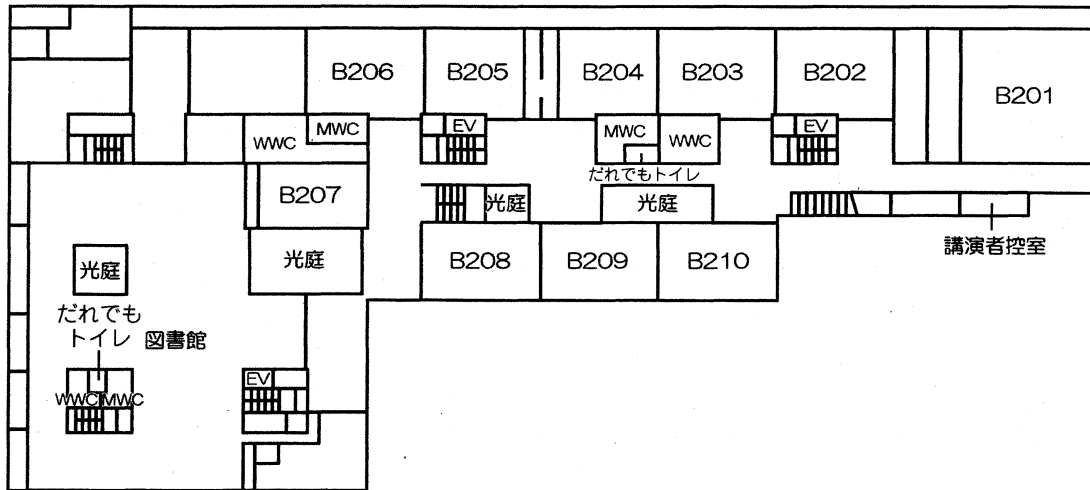 B206
B205
B204
B203
B202
B201
MWC
WWC
EV
MWC
WWC
EV
だれでもトイレ
B207
光庭
光庭
講演者控室
光庭
光庭
B208
B209
B210
だれでも
トイレ
図書館
EV
WWC
MWC